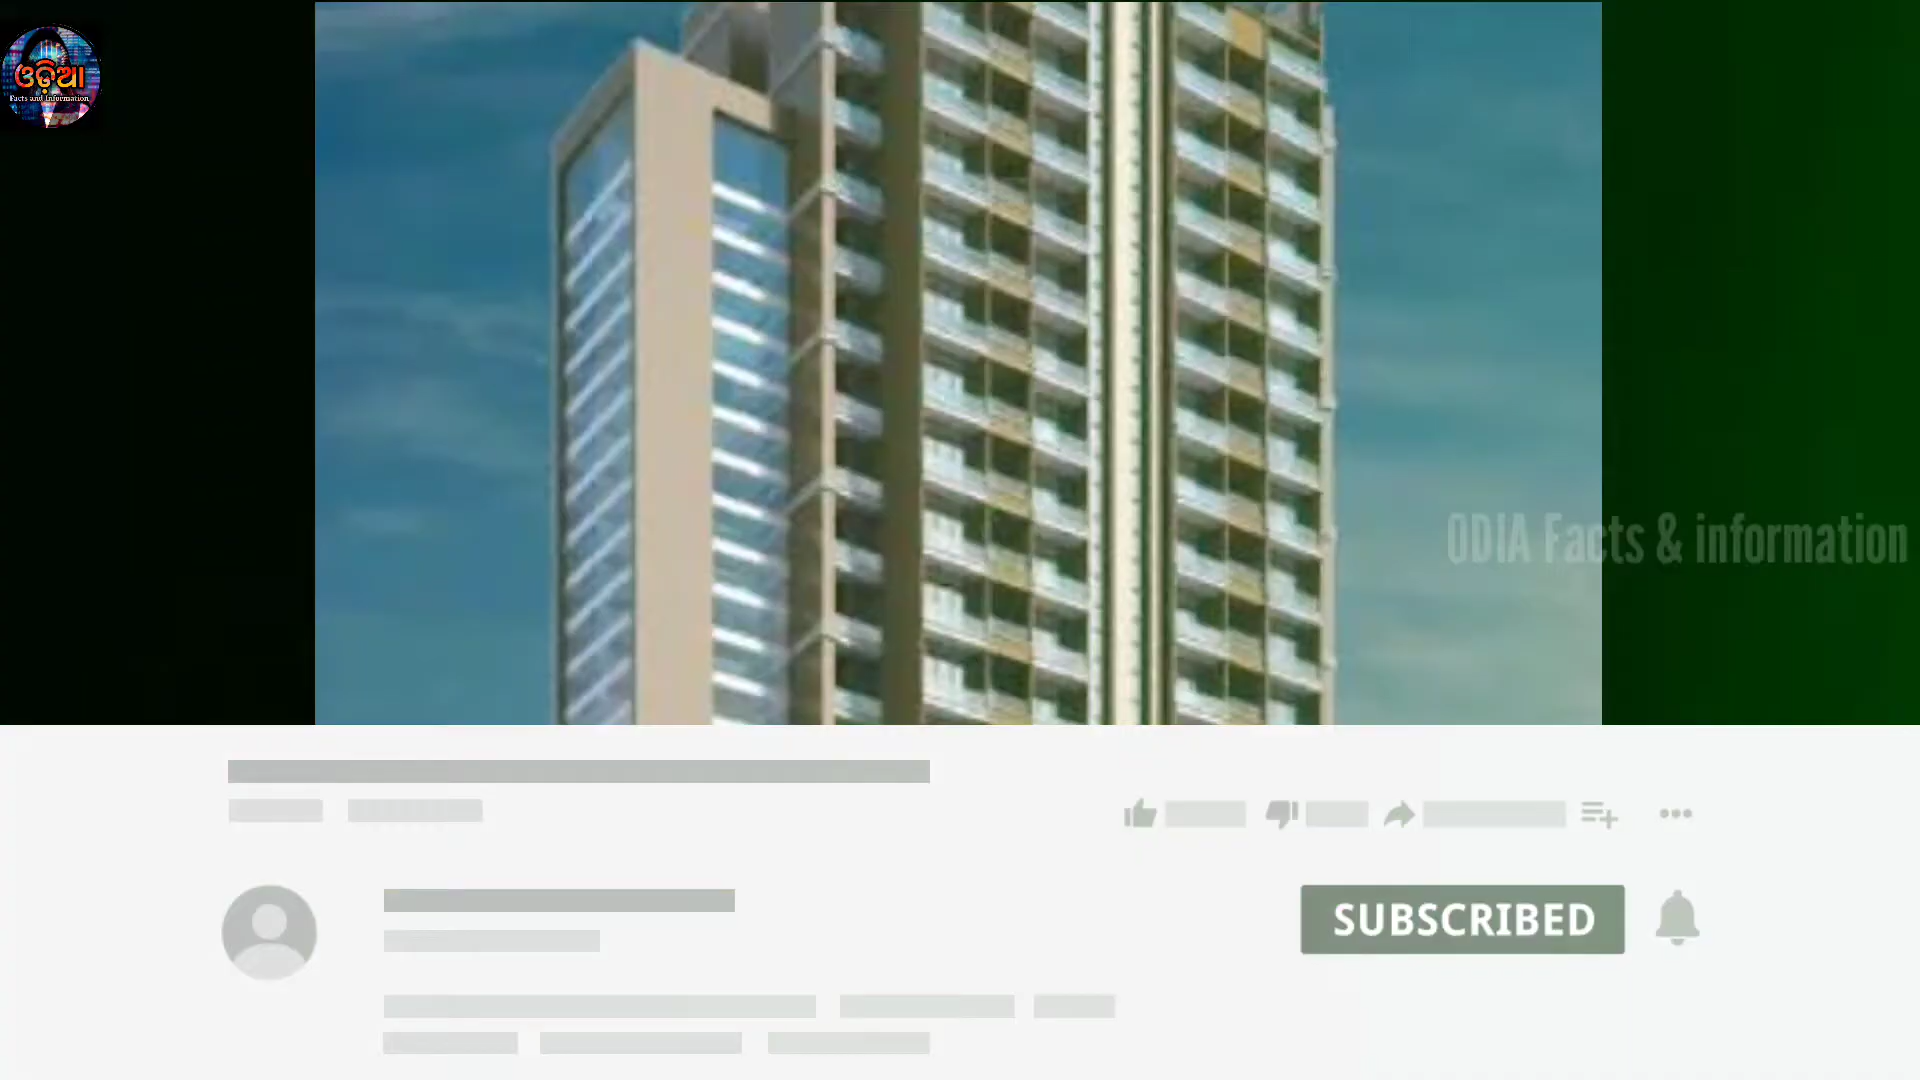 ଓଡ଼ିଆ
Facts and Information
ODIA Facts & information
SUBSCRIBED